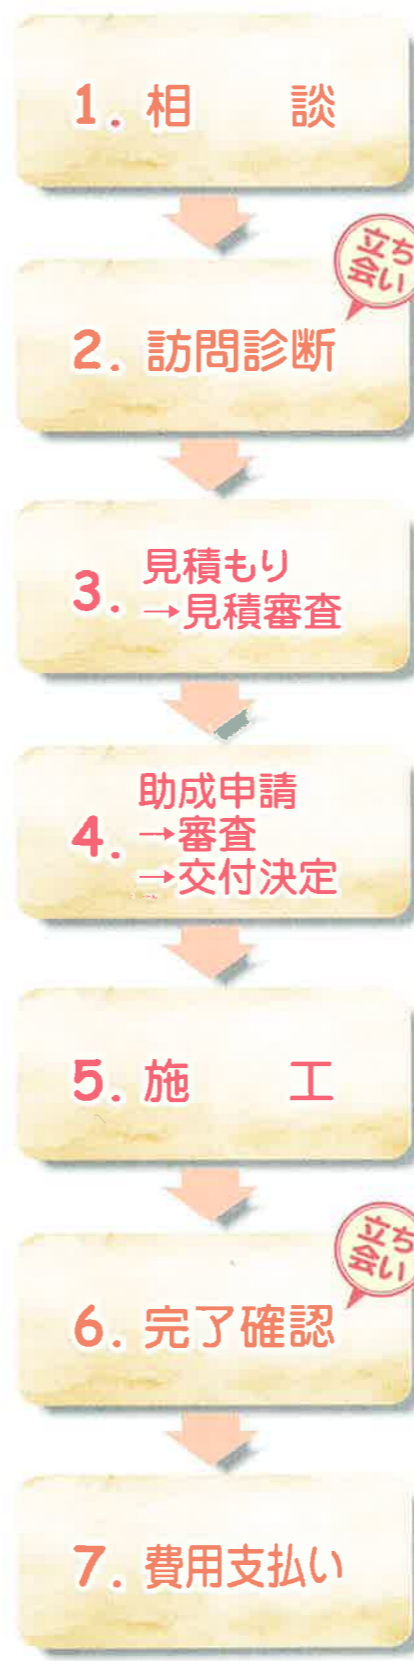 1. 相　談
立ち
会い
2. 訪問診断
3. 見積もり
→見積審査
4. 助成申請
→審査
→交付決定
5. 施　工
立ち
会い
6. 完了確認
7. 費用支払い